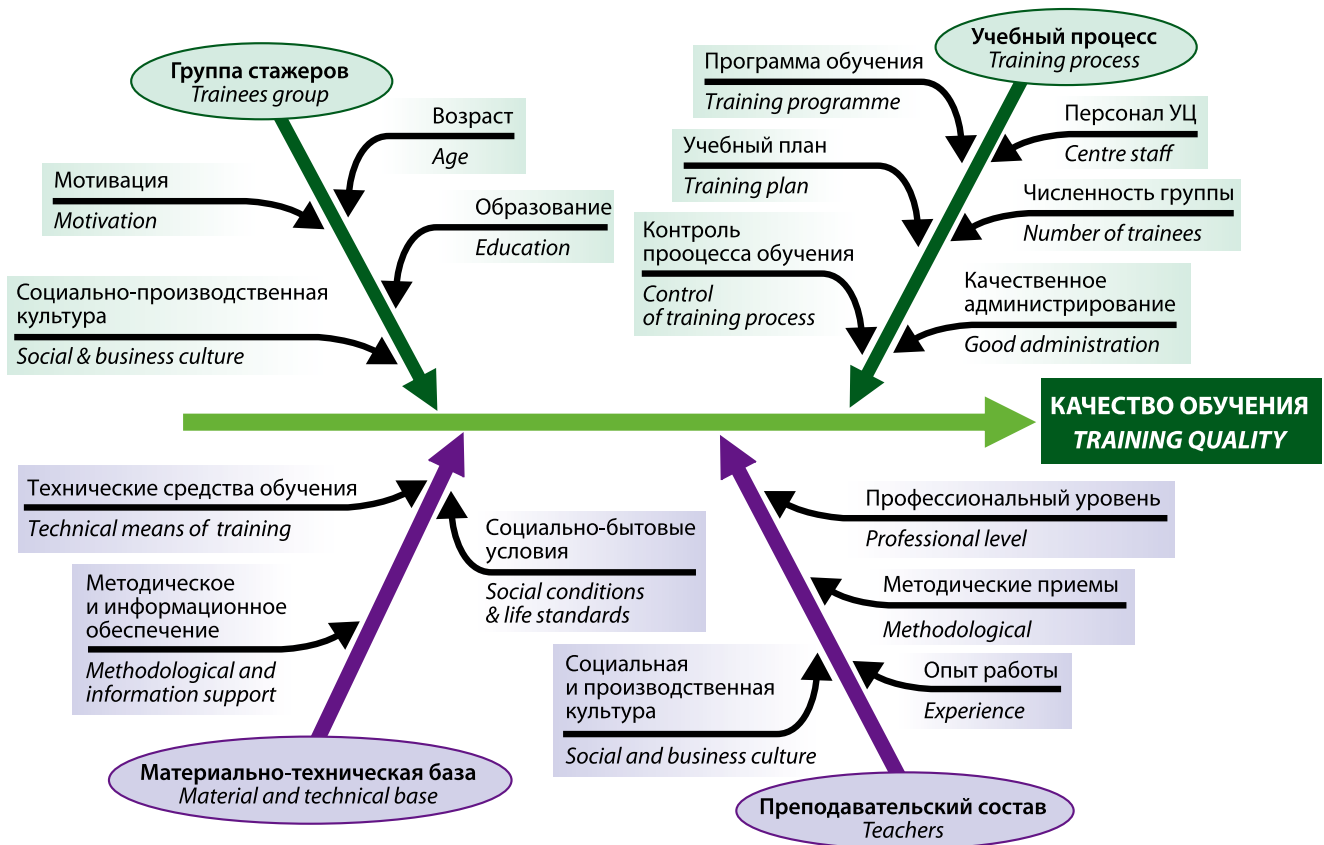 Группа стажеров
Trainees group
Возраст
Age
Мотивация
Motivation
Образование
Education
Социально-производственная
культура
Social & business culture
Учебный процесс
Training process
Программа обучения
Training programme
Персонал УЦ
Centre staff
Учебный план
Training plan
Численность группы
Number of trainees
Контроль
прооцесса обучения
Control
of training process
Качественное
администрирование
Good administration
КАЧЕСТВО ОБУЧЕНИЯ
TRAINING QUALITY
Технические средства обучения
Technical means of training
Социально-бытовые
условия
Social conditions
& life standards
Методическое
и информационное
обеспечение
Methodological and
information support
Материально-техническая база
Material and technical base
Профессиональный уровень
Professional level
Методические приемы
Methodological
Социальная
и производственная
культура
Social and business culture
Опыт работы
Experience
Преподавательский состав
Teachers